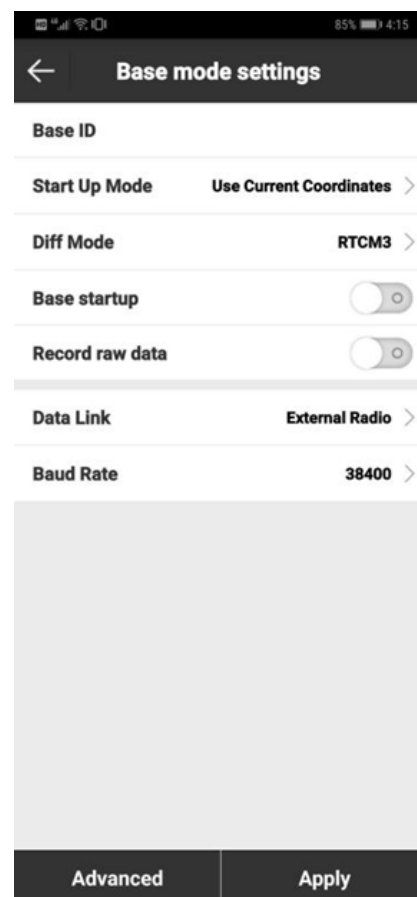 85% 4:15
Base mode settings
Base ID
Start Up Mode Use Current Coordinates
Diff Mode RTCM3
Base startup
Record raw data
Data Link External Radio
Baud Rate 38400
Advanced Apply